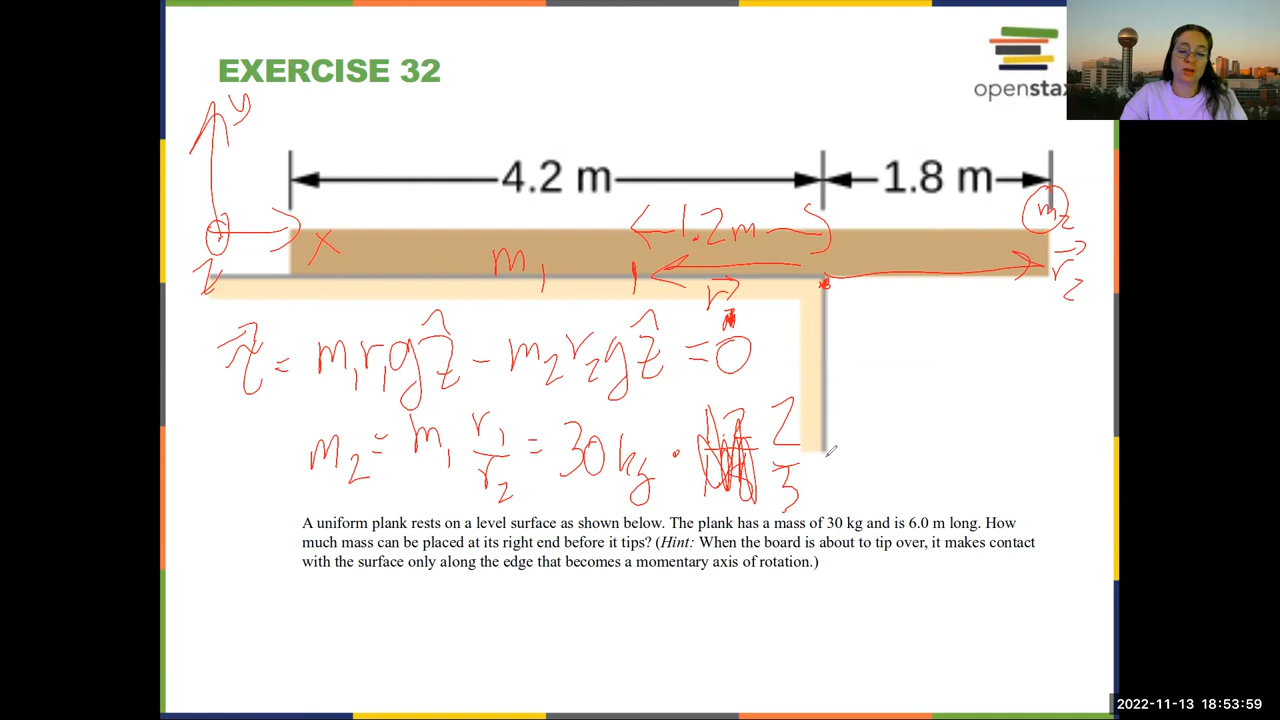 EXERCISE 32
openstax
y
4.2 m
1.8 m
m₂
1.2 m
x
m₁
r⃗₂
z
r⃗₁
τ⃗ = m₁r₁gẑ − m₂r₂gẑ = 0
m₂ = m₁ r₁/r₂ = 30 kg · 2/3
A uniform plank rests on a level surface as shown below. The plank has a mass of 30 kg and is 6.0 m long. How
much mass can be placed at its right end before it tips? (Hint: When the board is about to tip over, it makes contact
with the surface only along the edge that becomes a momentary axis of rotation.)
2022-11-13 18:53:59